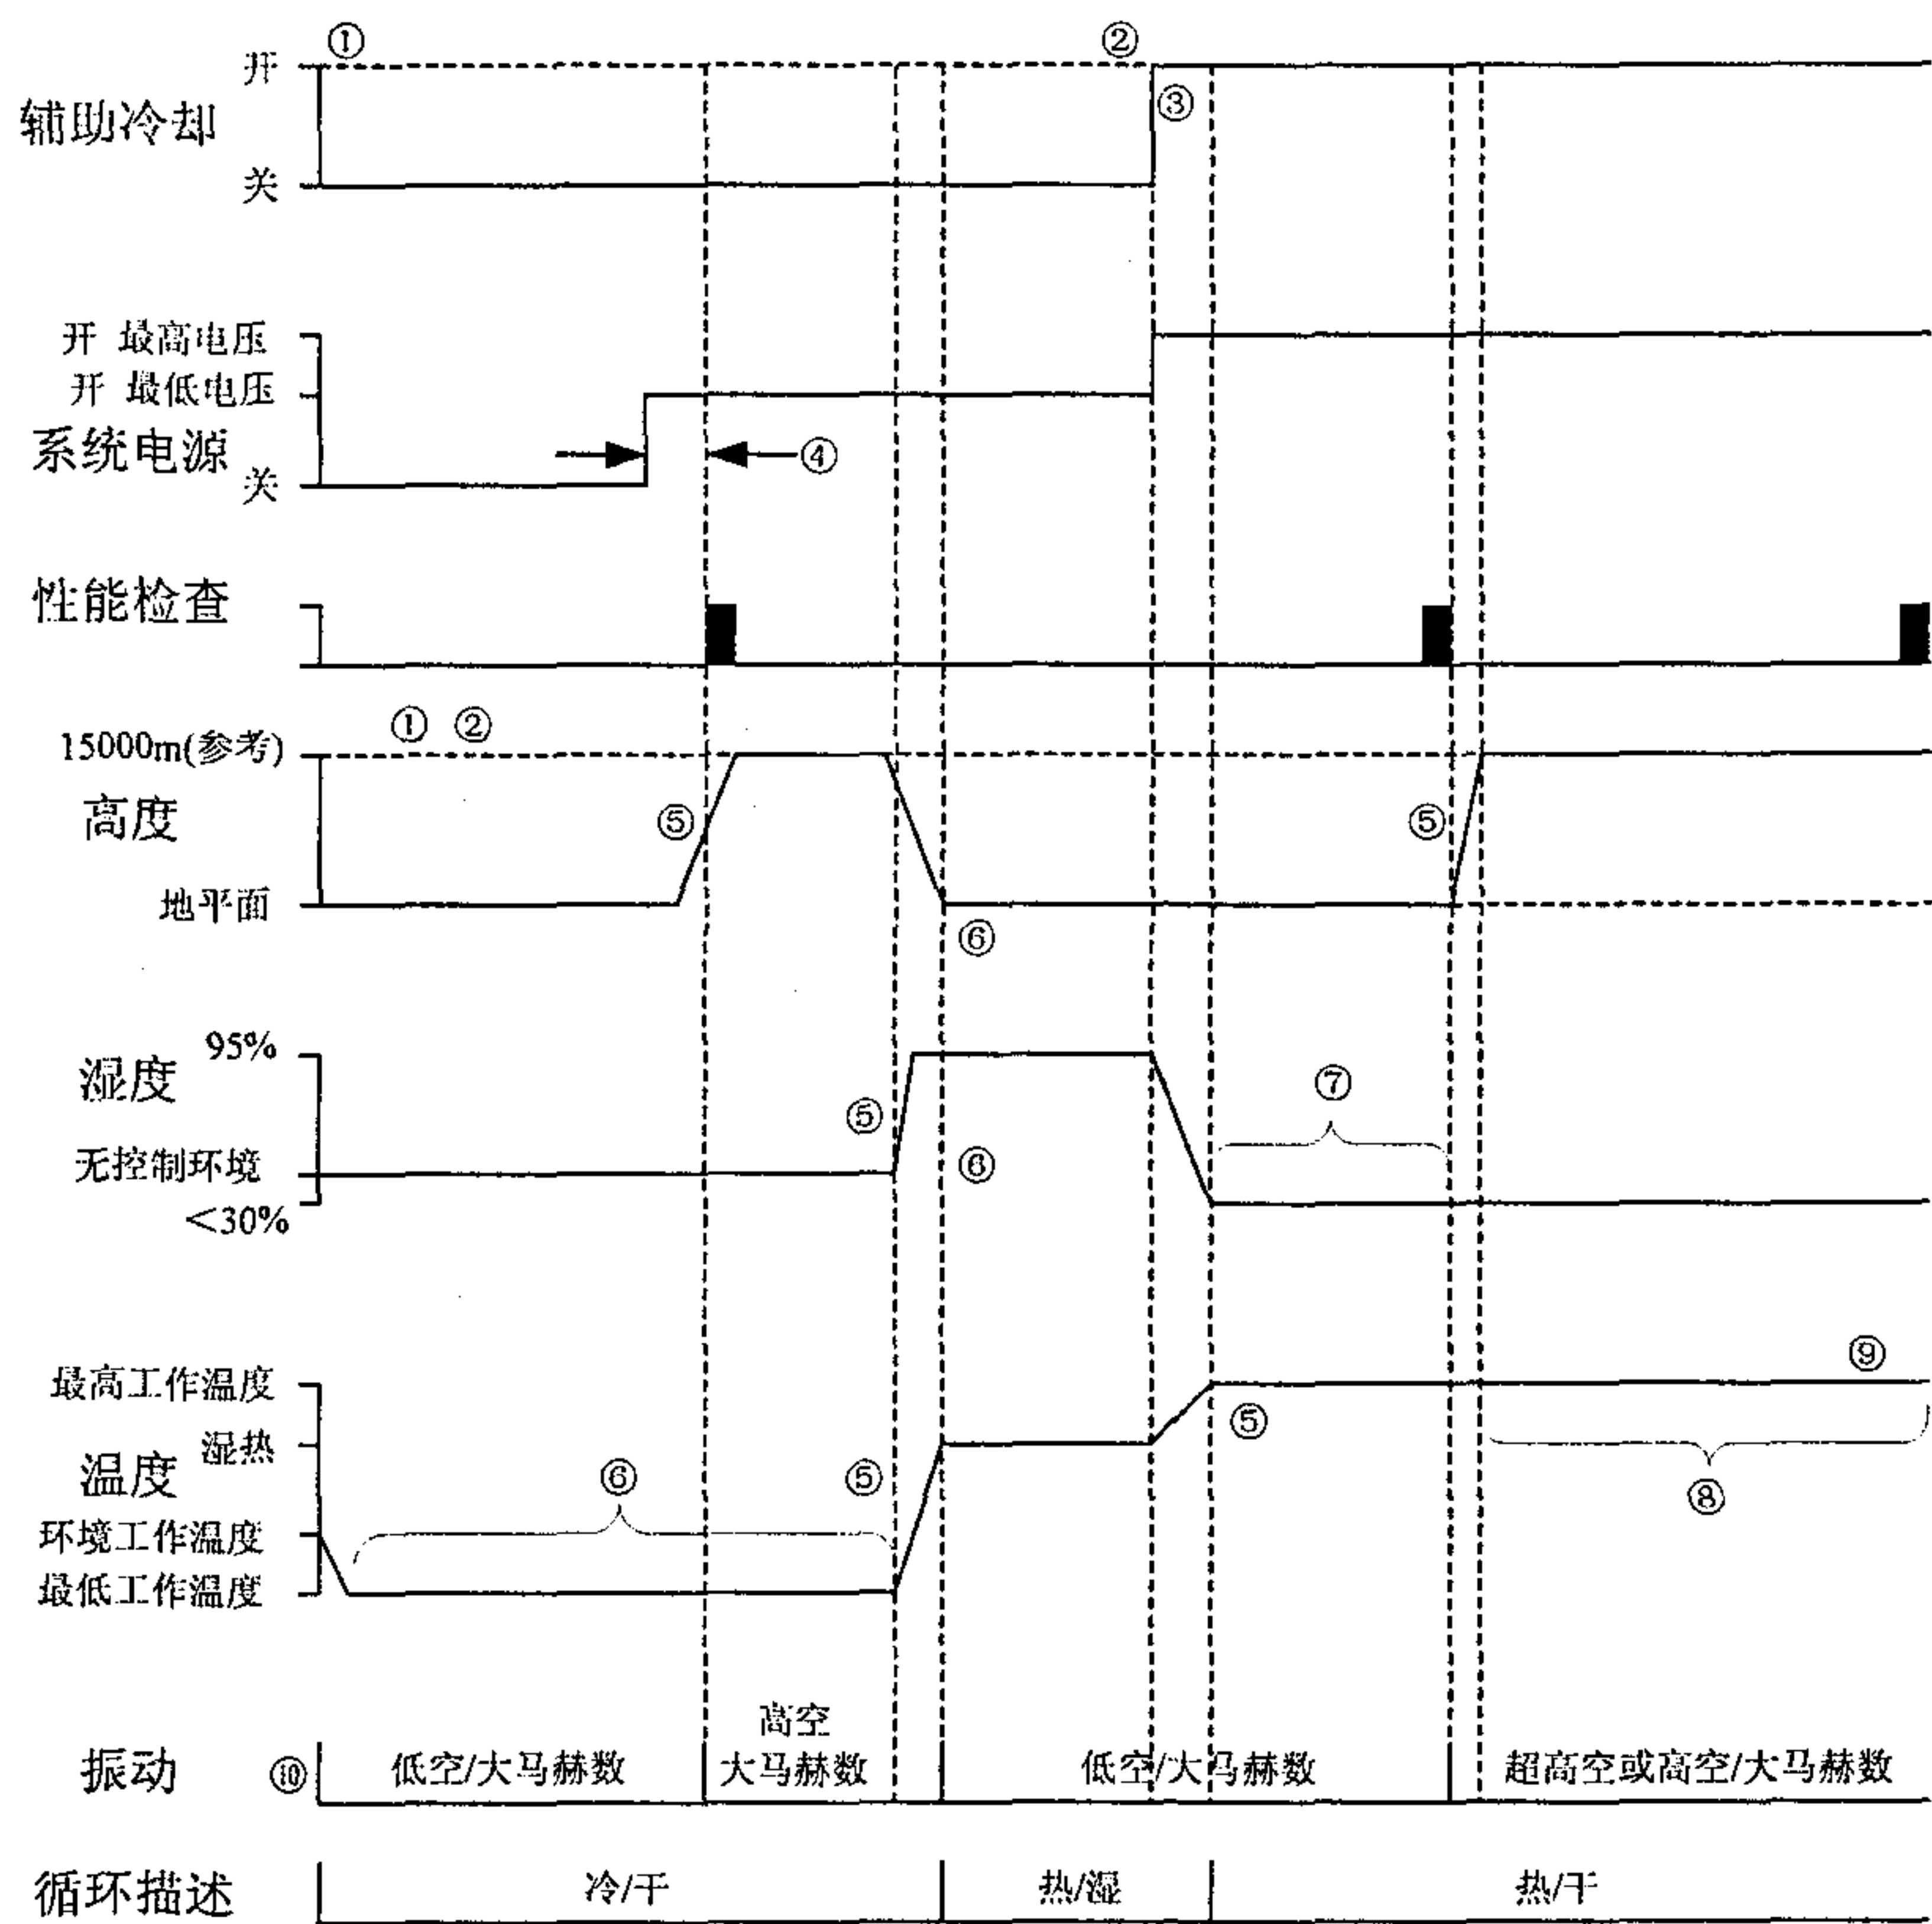 ① ②
开
辅助冷却
③
关
开 最高电压
开 最低电压
系统电源
④
关
性能检查
① ②
15000m(参考)
高度
⑤ ⑤
地平面
⑥
95%
湿度
⑦
⑤
无控制环境
⑥
<30%
⑨
最高工作温度
⑤
湿热
温度
⑥ ⑤
⑧
环境工作温度
最低工作温度
高空
振动 ⑩ 低空/大马赫数 大马赫数 低空/大马赫数 超高空或高空/大马赫数
循环描述 冷/干 热/湿 热/干